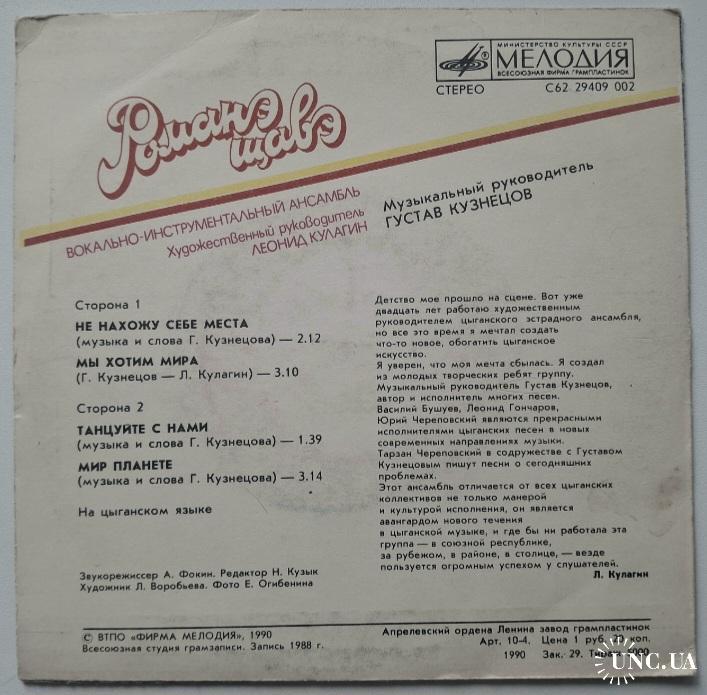 МИНИСТЕРСТВО КУЛЬТУРЫ СССР
МЕЛОДИЯ
ВСЕСОЮЗНАЯ ФИРМА ГРАМПЛАСТИНОК
СТЕРЕО
С62 29409 002
Романэ
щавэ
ВОКАЛЬНО-ИНСТРУМЕНТАЛЬНЫЙ АНСАМБЛЬ
Художественный руководитель
ЛЕОНИД КУЛАГИН
Музыкальный руководитель
ГУСТАВ КУЗНЕЦОВ
Сторона 1
НЕ НАХОЖУ СЕБЕ МЕСТА
(музыка и слова Г. Кузнецова) — 2.12
МЫ ХОТИМ МИРА
(Г. Кузнецов — Л. Кулагин) — 3.10
Сторона 2
ТАНЦУЙТЕ С НАМИ
(музыка и слова Г. Кузнецова) — 1.39
МИР ПЛАНЕТЕ
(музыка и слова Г. Кузнецова) — 3.14
На цыганском языке
Звукорежиссер А. Фокин. Редактор Н. Кузык
Художник Л. Воробьева. Фото Е. Огибенина
Детство мое прошло на сцене. Вот уже
двадцать лет работаю художественным
руководителем цыганского эстрадного ансамбля,
но все это время я мечтал создать
что-то новое, обогатить цыганское
искусство.
Я уверен, что моя мечта сбылась. Я создал
из молодых творческих ребят группу.
Музыкальный руководитель Густав Кузнецов,
автор и исполнитель многих песен.
Василий Бушуев, Леонид Гончаров,
Юрий Череповский являются прекрасными
исполнителями цыганских песен в новых
современных направлениях музыки.
Тарзан Череповский в содружестве с Густавом
Кузнецовым пишут песни о сегодняшних
проблемах.
Этот ансамбль отличается от всех цыганских
коллективов не только манерой
и культурой исполнения, он является
авангардом нового течения
в цыганской музыке, и где бы ни работала эта
группа — в союзной республике,
за рубежом, в районе, в столице, — везде
пользуется огромным успехом у слушателей.
Л. Кулагин
© ВТПО «ФИРМА МЕЛОДИЯ», 1990
Всесоюзная студия грамзаписи. Запись 1988 г.
Апрелевский ордена Ленина завод грампластинок
Арт. 10-4. Цена 1 руб. коп.
1990 Зак. 29. Тираж 5000
UNC.UA